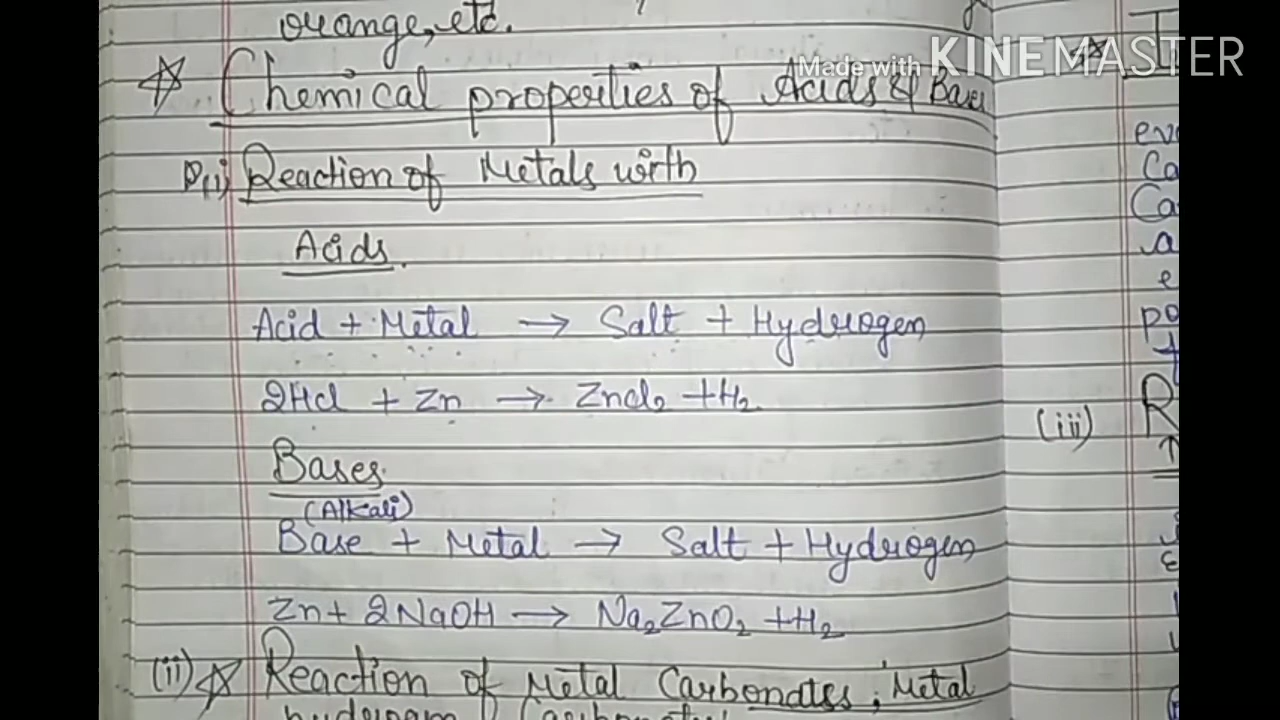 orange, etc.
Made with KINEMASTER
☆ Chemical properties of Acids & Bases
(i) Reaction of Metals with
Acids.
Acid + Metal → Salt + Hydrogen
2HCl + Zn → ZnCl₂ + H₂
Bases
(Alkali)
Base + Metal → Salt + Hydrogen
Zn + 2NaOH → Na₂ZnO₂ + H₂
(ii) ☆ Reaction of Metal Carbonates, Metal
(iii)